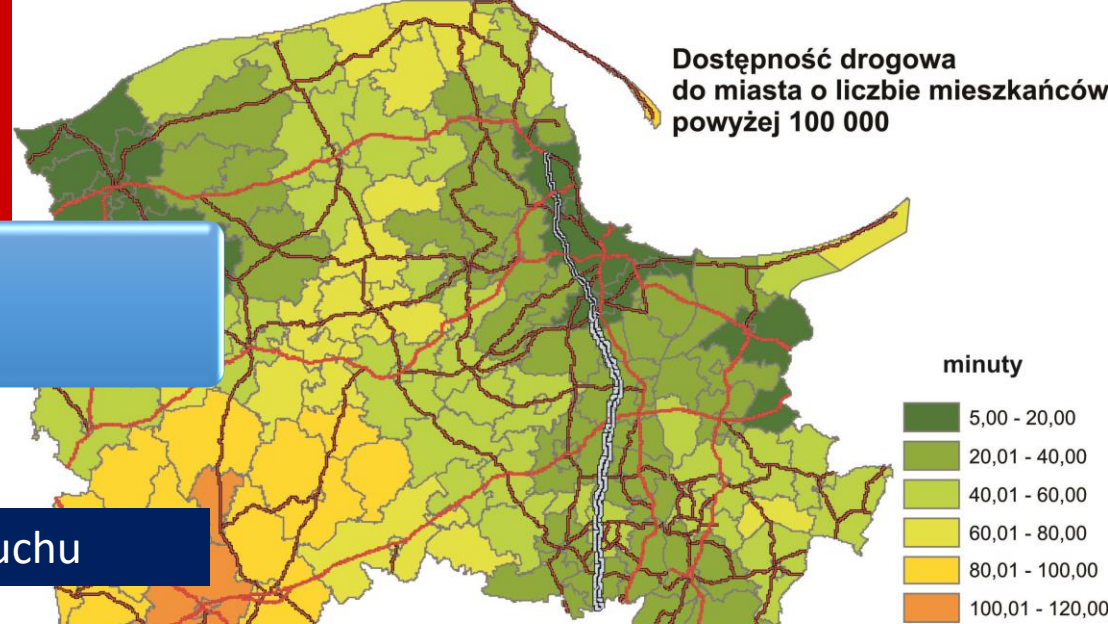 Dostępność drogowa
do miasta o liczbie mieszkańców
powyżej 100 000
minuty
5,00 - 20,00
20,01 - 40,00
40,01 - 60,00
60,01 - 80,00
80,01 - 100,00
100,01 - 120,00
uchu